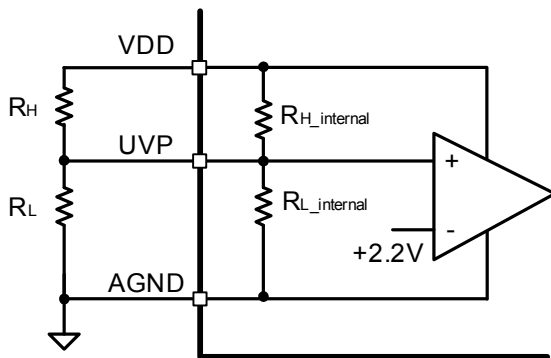 VDD
RH
RH_internal
UVP
+
RL
RL_internal
-
+2.2V
AGND